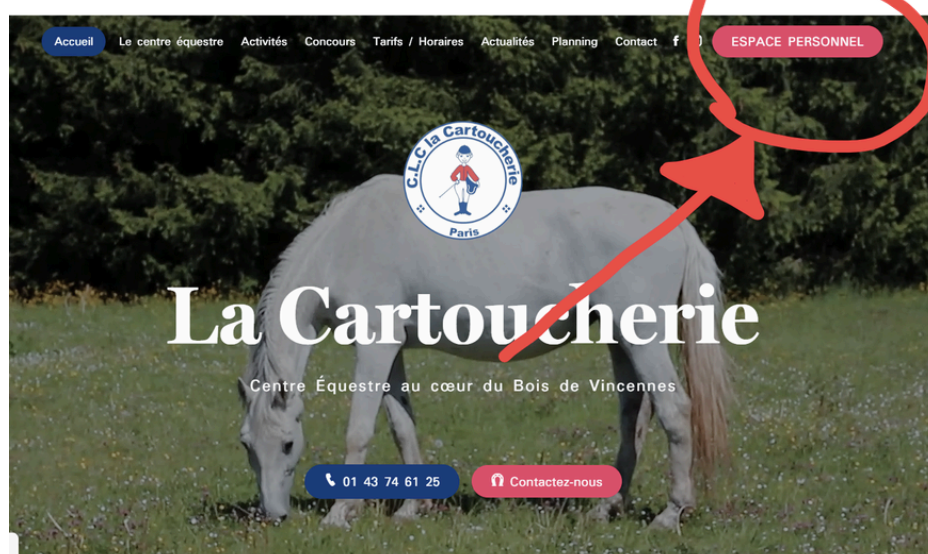 Accueil Le centre équestre Activités Concours Tarifs / Horaires Actualités Planning Contact f ESPACE PERSONNEL
C.L.C la Cartoucherie
Paris
La Cartoucherie
Centre Équestre au cœur du Bois de Vincennes
01 43 74 61 25 Contactez-nous